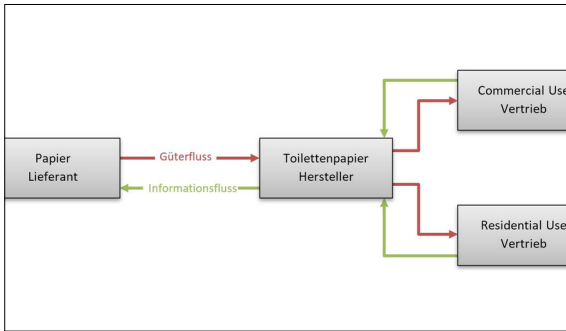 Papier
Lieferant
Güterfluss
Informationsfluss
Toilettenpapier
Hersteller
Commercial Use
Vertrieb
Residential Use
Vertrieb